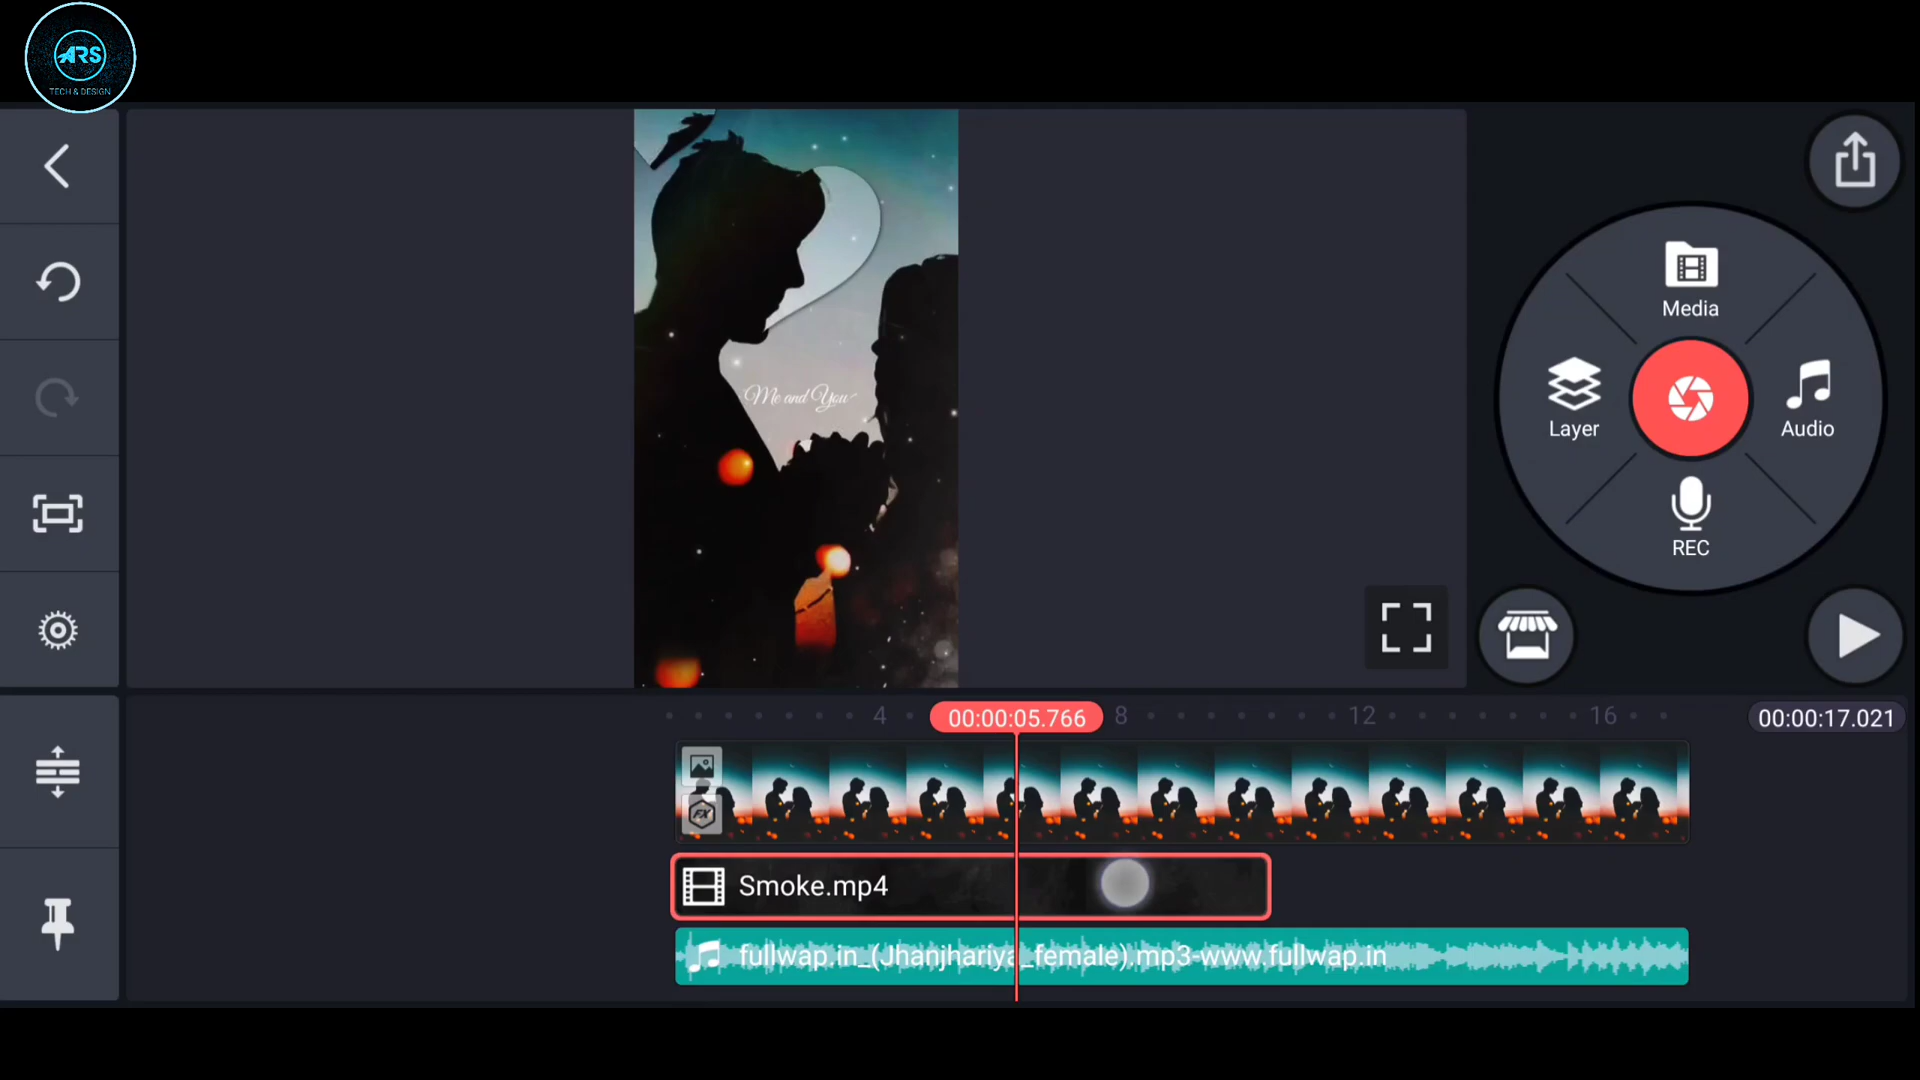 ARS
TECH & DESIGN
Media
Layer
Audio
REC
Me and You
4
00:00:05.766
8
12
16
00:00:17.021
FX
Smoke.mp4
fullwap.in_(Jhanjhariya_female).mp3-www.fullwap.in